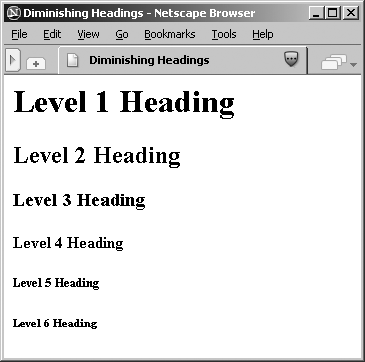 Diminishing Headings - Netscape Browser
File Edit View Go Bookmarks Tools Help
Diminishing Headings
Level 1 Heading
Level 2 Heading
Level 3 Heading
Level 4 Heading
Level 5 Heading
Level 6 Heading